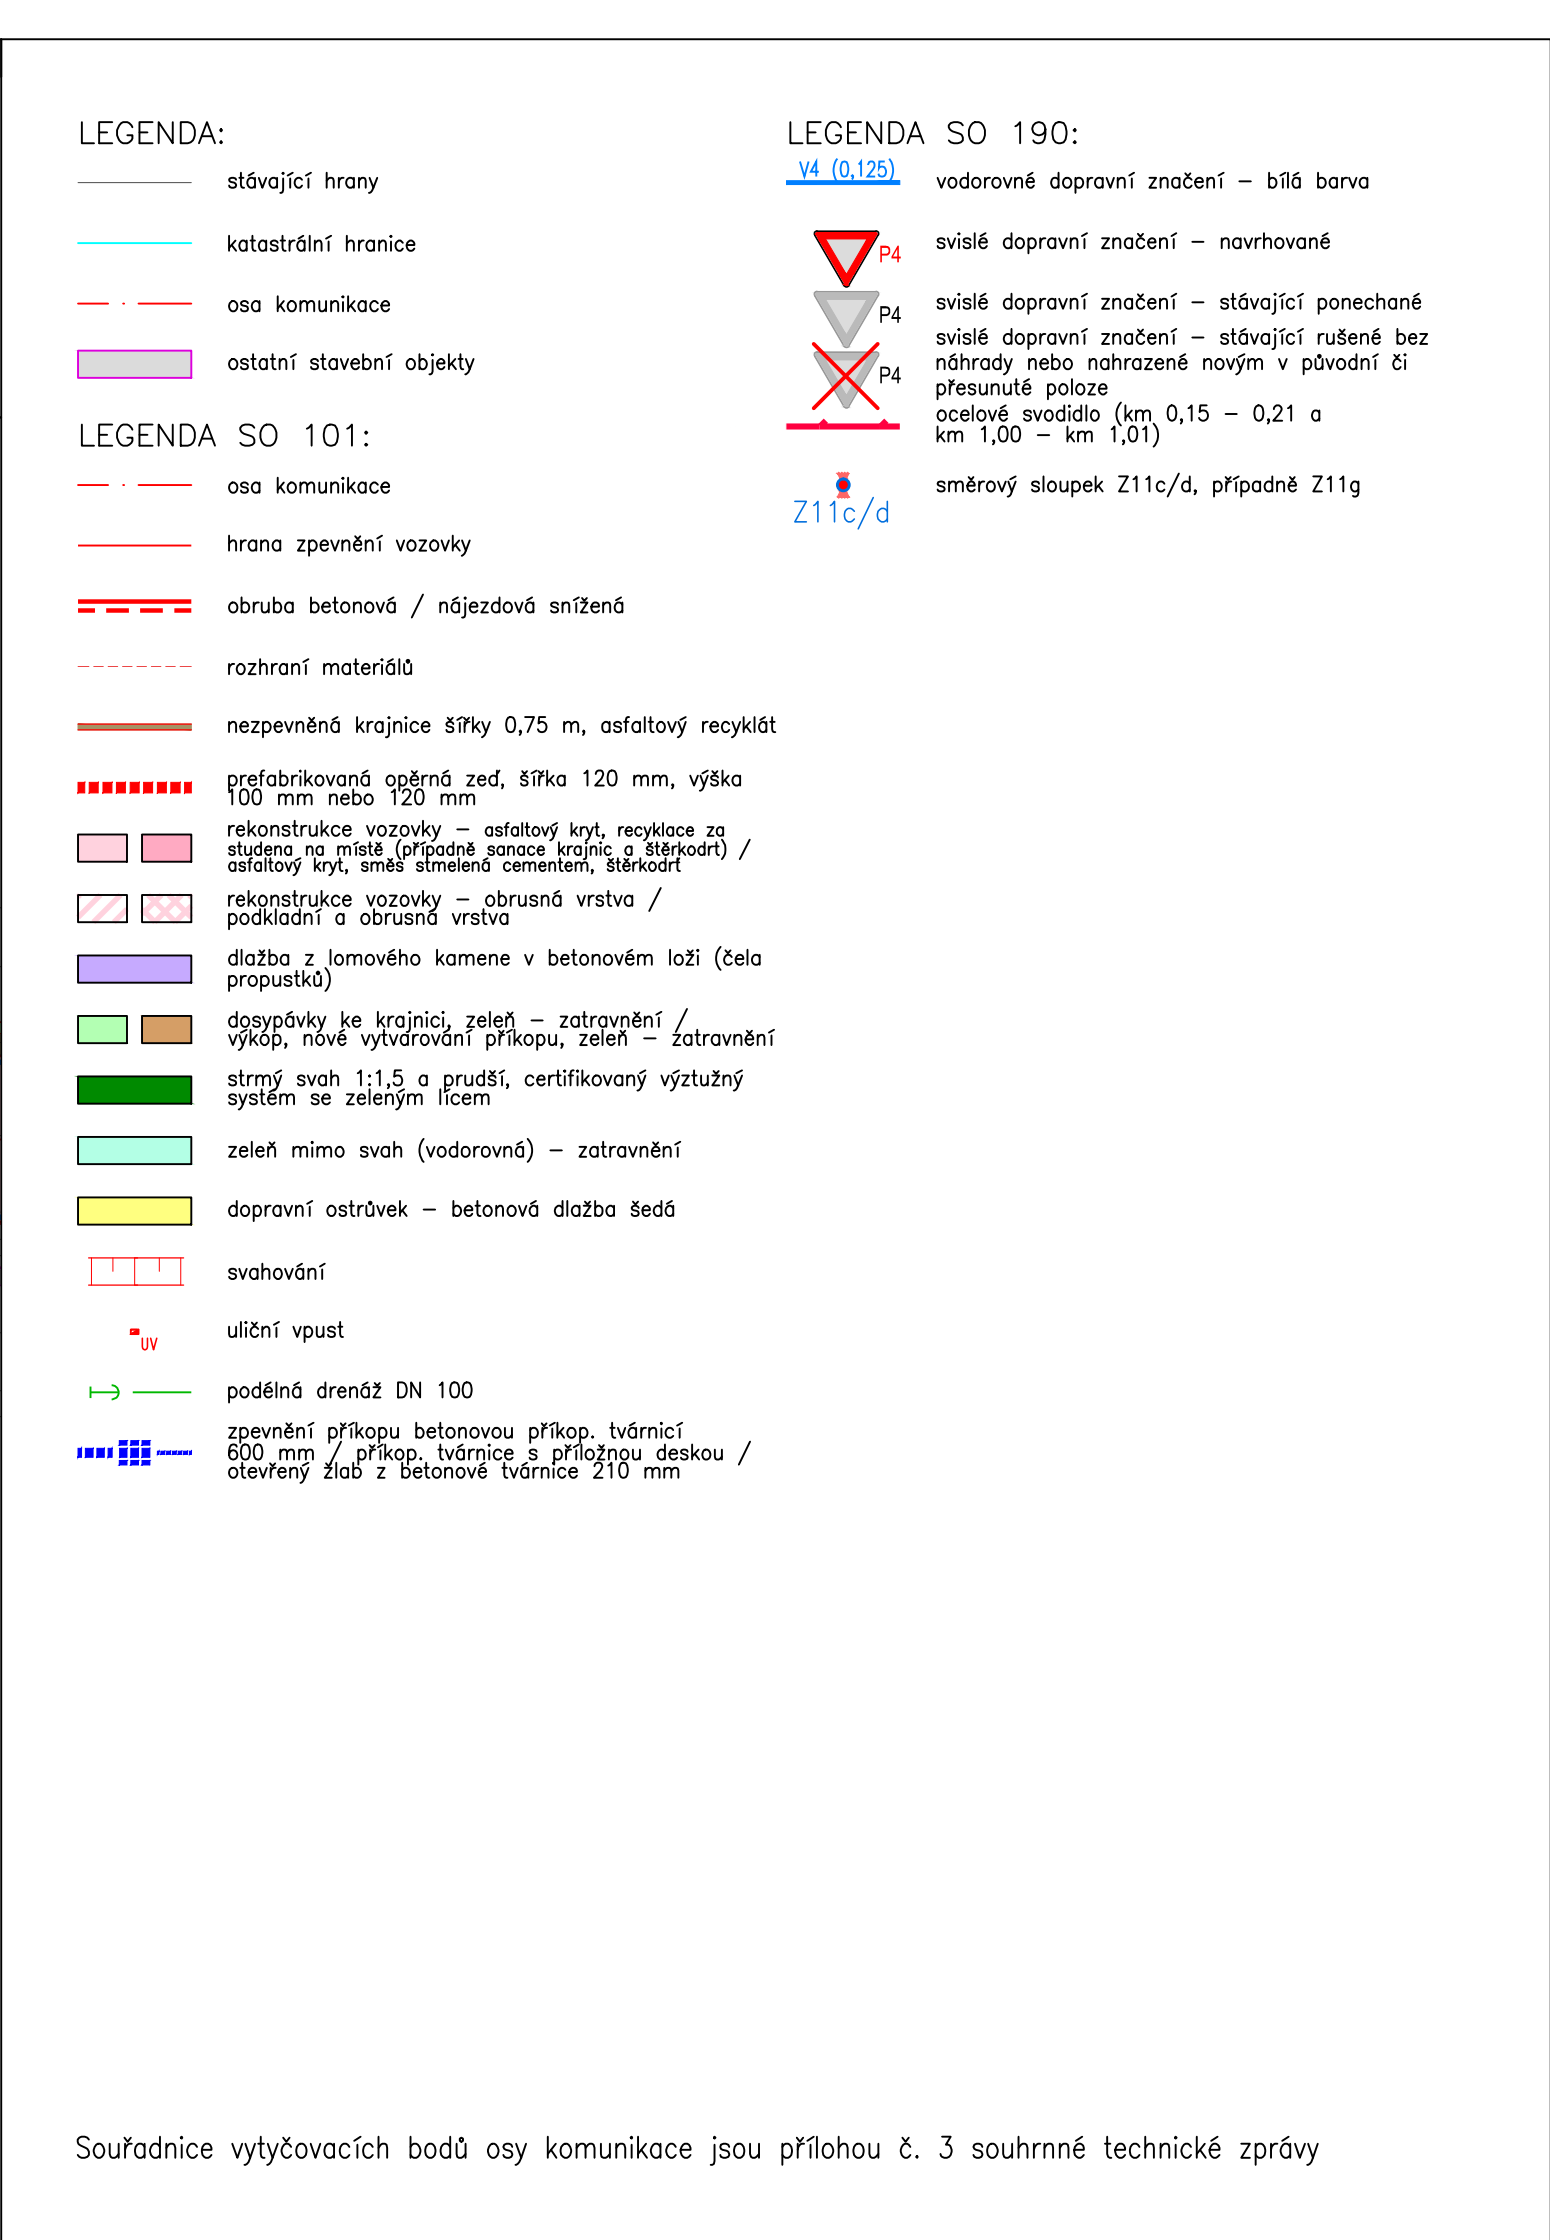 LEGENDA:
stávající hrany
katastrální hranice
osa komunikace
ostatní stavební objekty
LEGENDA SO 101:
osa komunikace
hrana zpevnění vozovky
obruba betonová / nájezdová snížená
rozhraní materiálů
nezpevněná krajnice šířky 0,75 m, asfaltový recyklát
prefabrikovaná opěrná zeď, šířka 120 mm, výška
100 mm nebo 120 mm
rekonstrukce vozovky – asfaltový kryt, recyklace za
studena na místě (případně sanace krajnic a štěrkodrt) /
asfaltový kryt, směs stmelená cementem, štěrkodrť
rekonstrukce vozovky – obrusná vrstva /
podkladní a obrusná vrstva
dlažba z lomového kamene v betonovém loži (čela
propustků)
dosypávky ke krajnici, zeleň – zatravnění /
výkop, nové vytvarování příkopu, zeleň – zatravnění
strmý svah 1:1,5 a prudší, certifikovaný výztužný
systém se zeleným lícem
zeleň mimo svah (vodorovná) – zatravnění
dopravní ostrůvek – betonová dlažba šedá
svahování
uliční vpust
UV
podélná drenáž DN 100
zpevnění příkopu betonovou příkop. tvárnicí
600 mm / příkop. tvárnice s příložnou deskou /
otevřený žlab z betonové tvárnice 210 mm
LEGENDA SO 190:
V4 (0,125)
vodorovné dopravní značení – bílá barva
svislé dopravní značení – navrhované
P4
svislé dopravní značení – stávající ponechané
P4
svislé dopravní značení – stávající rušené bez
náhrady nebo nahrazené novým v původní či
P4
přesunuté poloze
ocelové svodidlo (km 0,15 – 0,21 a
km 1,00 – km 1,01)
směrový sloupek Z11c/d, případně Z11g
Z11c/d
Souřadnice vytyčovacích bodů osy komunikace jsou přílohou č. 3 souhrnné technické zprávy